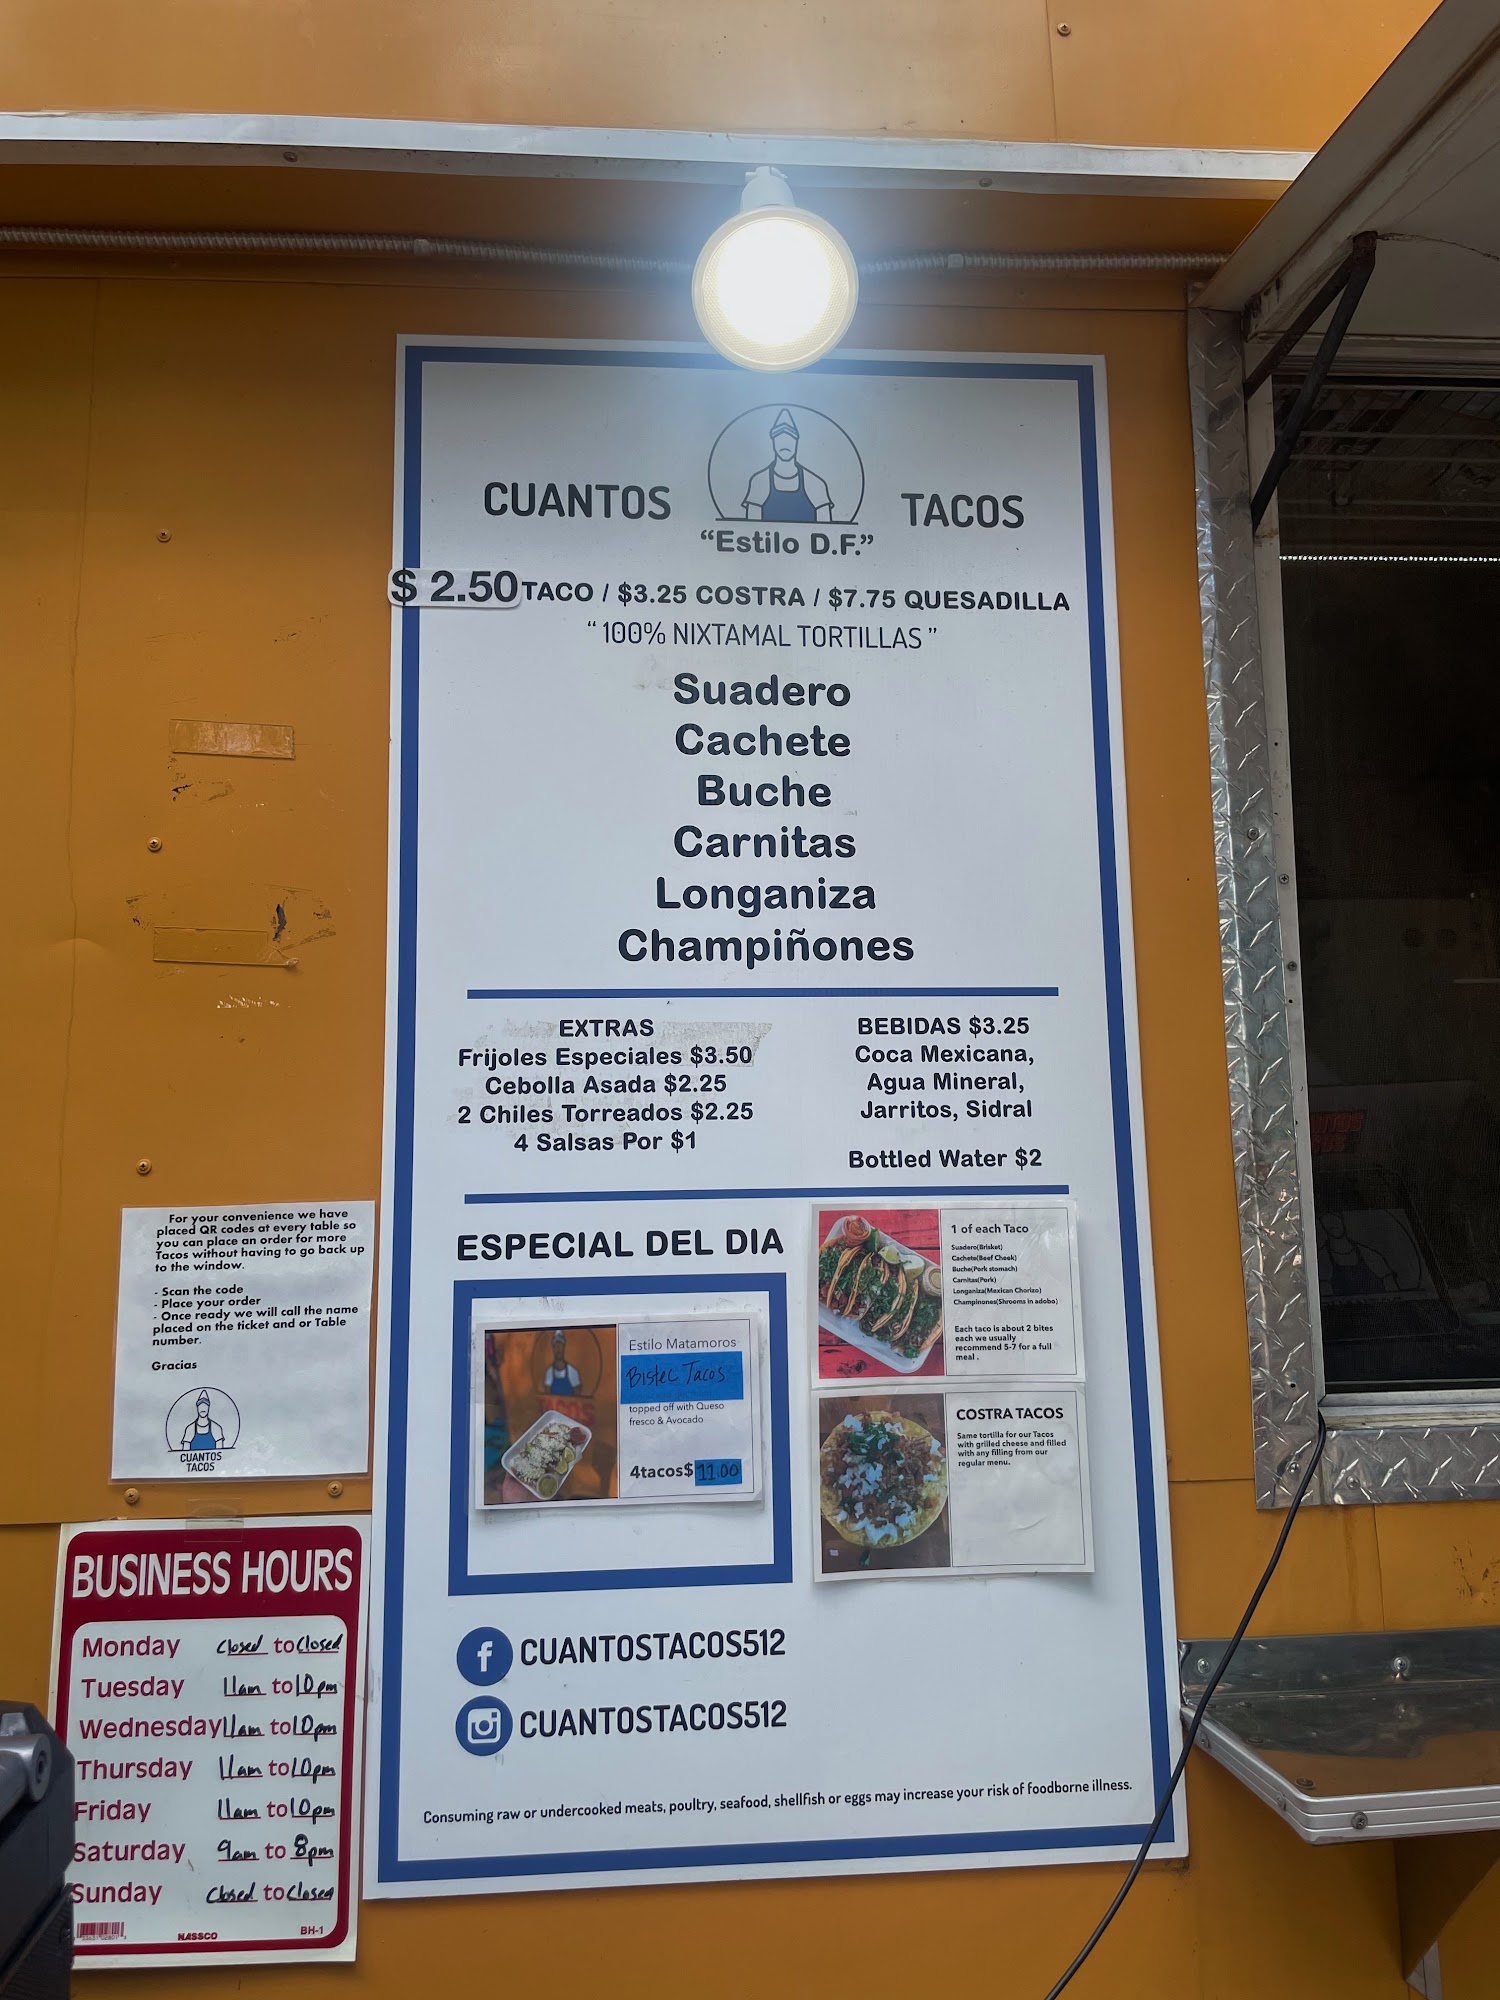 CUANTOS TACOS
“Estilo D.F.”
$ 2.50 TACO / $3.25 COSTRA / $7.75 QUESADILLA
“ 100% NIXTAMAL TORTILLAS ”
Suadero
Cachete
Buche
Carnitas
Longaniza
Champiñones
EXTRAS
Frijoles Especiales $3.50
Cebolla Asada $2.25
2 Chiles Torreados $2.25
4 Salsas Por $1
BEBIDAS $3.25
Coca Mexicana,
Agua Mineral,
Jarritos, Sidral
Bottled Water $2
ESPECIAL DEL DIA
TACOS
Estilo Matamoros
Bistec Tacos
topped off with Queso
fresco & Avocado
4tacos$ 11.00
1 of each Taco
Suadero(Brisket)
Cachete(Beef Cheek)
Buche(Pork stomach)
Carnitas(Pork)
Longaniza(Mexican Chorizo)
Champinones(Shrooms in adobo)
Each taco is about 2 bites
each we usually
recommend 5-7 for a full
meal .
COSTRA TACOS
Same tortilla for our Tacos
with grilled cheese and filled
with any filling from our
regular menu.
CUANTOSTACOS512
CUANTOSTACOS512
Consuming raw or undercooked meats, poultry, seafood, shellfish or eggs may increase your risk of foodborne illness.
For your convenience we have
placed QR codes at every table so
you can place an order for more
Tacos without having to go back up
to the window.
- Scan the code
- Place your order
- Once ready we will call the name
placed on the ticket and or Table
number.
Gracias
CUANTOS
TACOS
BUSINESS HOURS
Monday closed to closed
Tuesday 11am to 10pm
Wednesday 11am to 10pm
Thursday 11am to 10pm
Friday 11am to 10pm
Saturday 9am to 8pm
Sunday closed to closed
NASSCO
BH-1